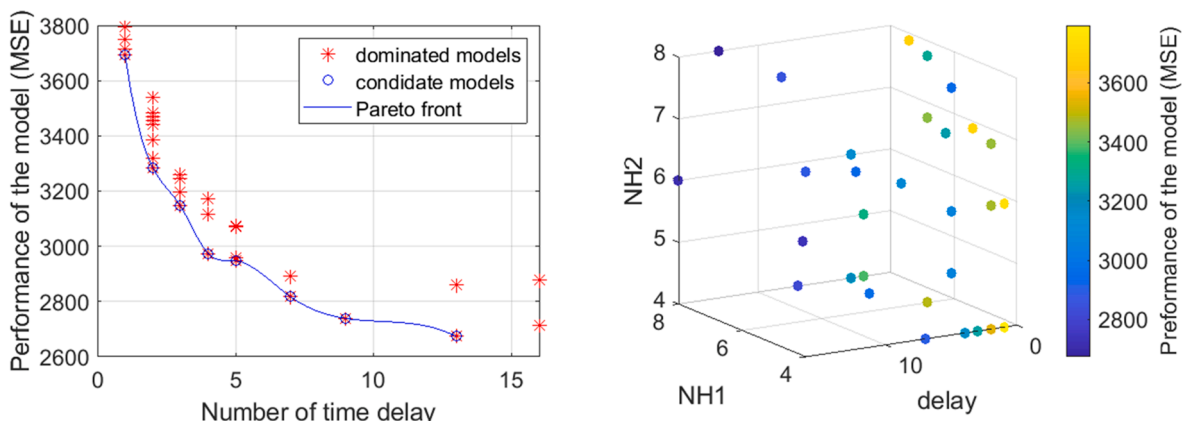 3800
3600
3400
3200
3000
2800
2600
0
5
10
15
Performance of the model (MSE)
Number of time delay
dominated models
candidate models
Pareto front
8
7
6
5
4
NH2
8
6
4
NH1
10
0
delay
3600
3400
3200
3000
2800
Preformance of the model (MSE)